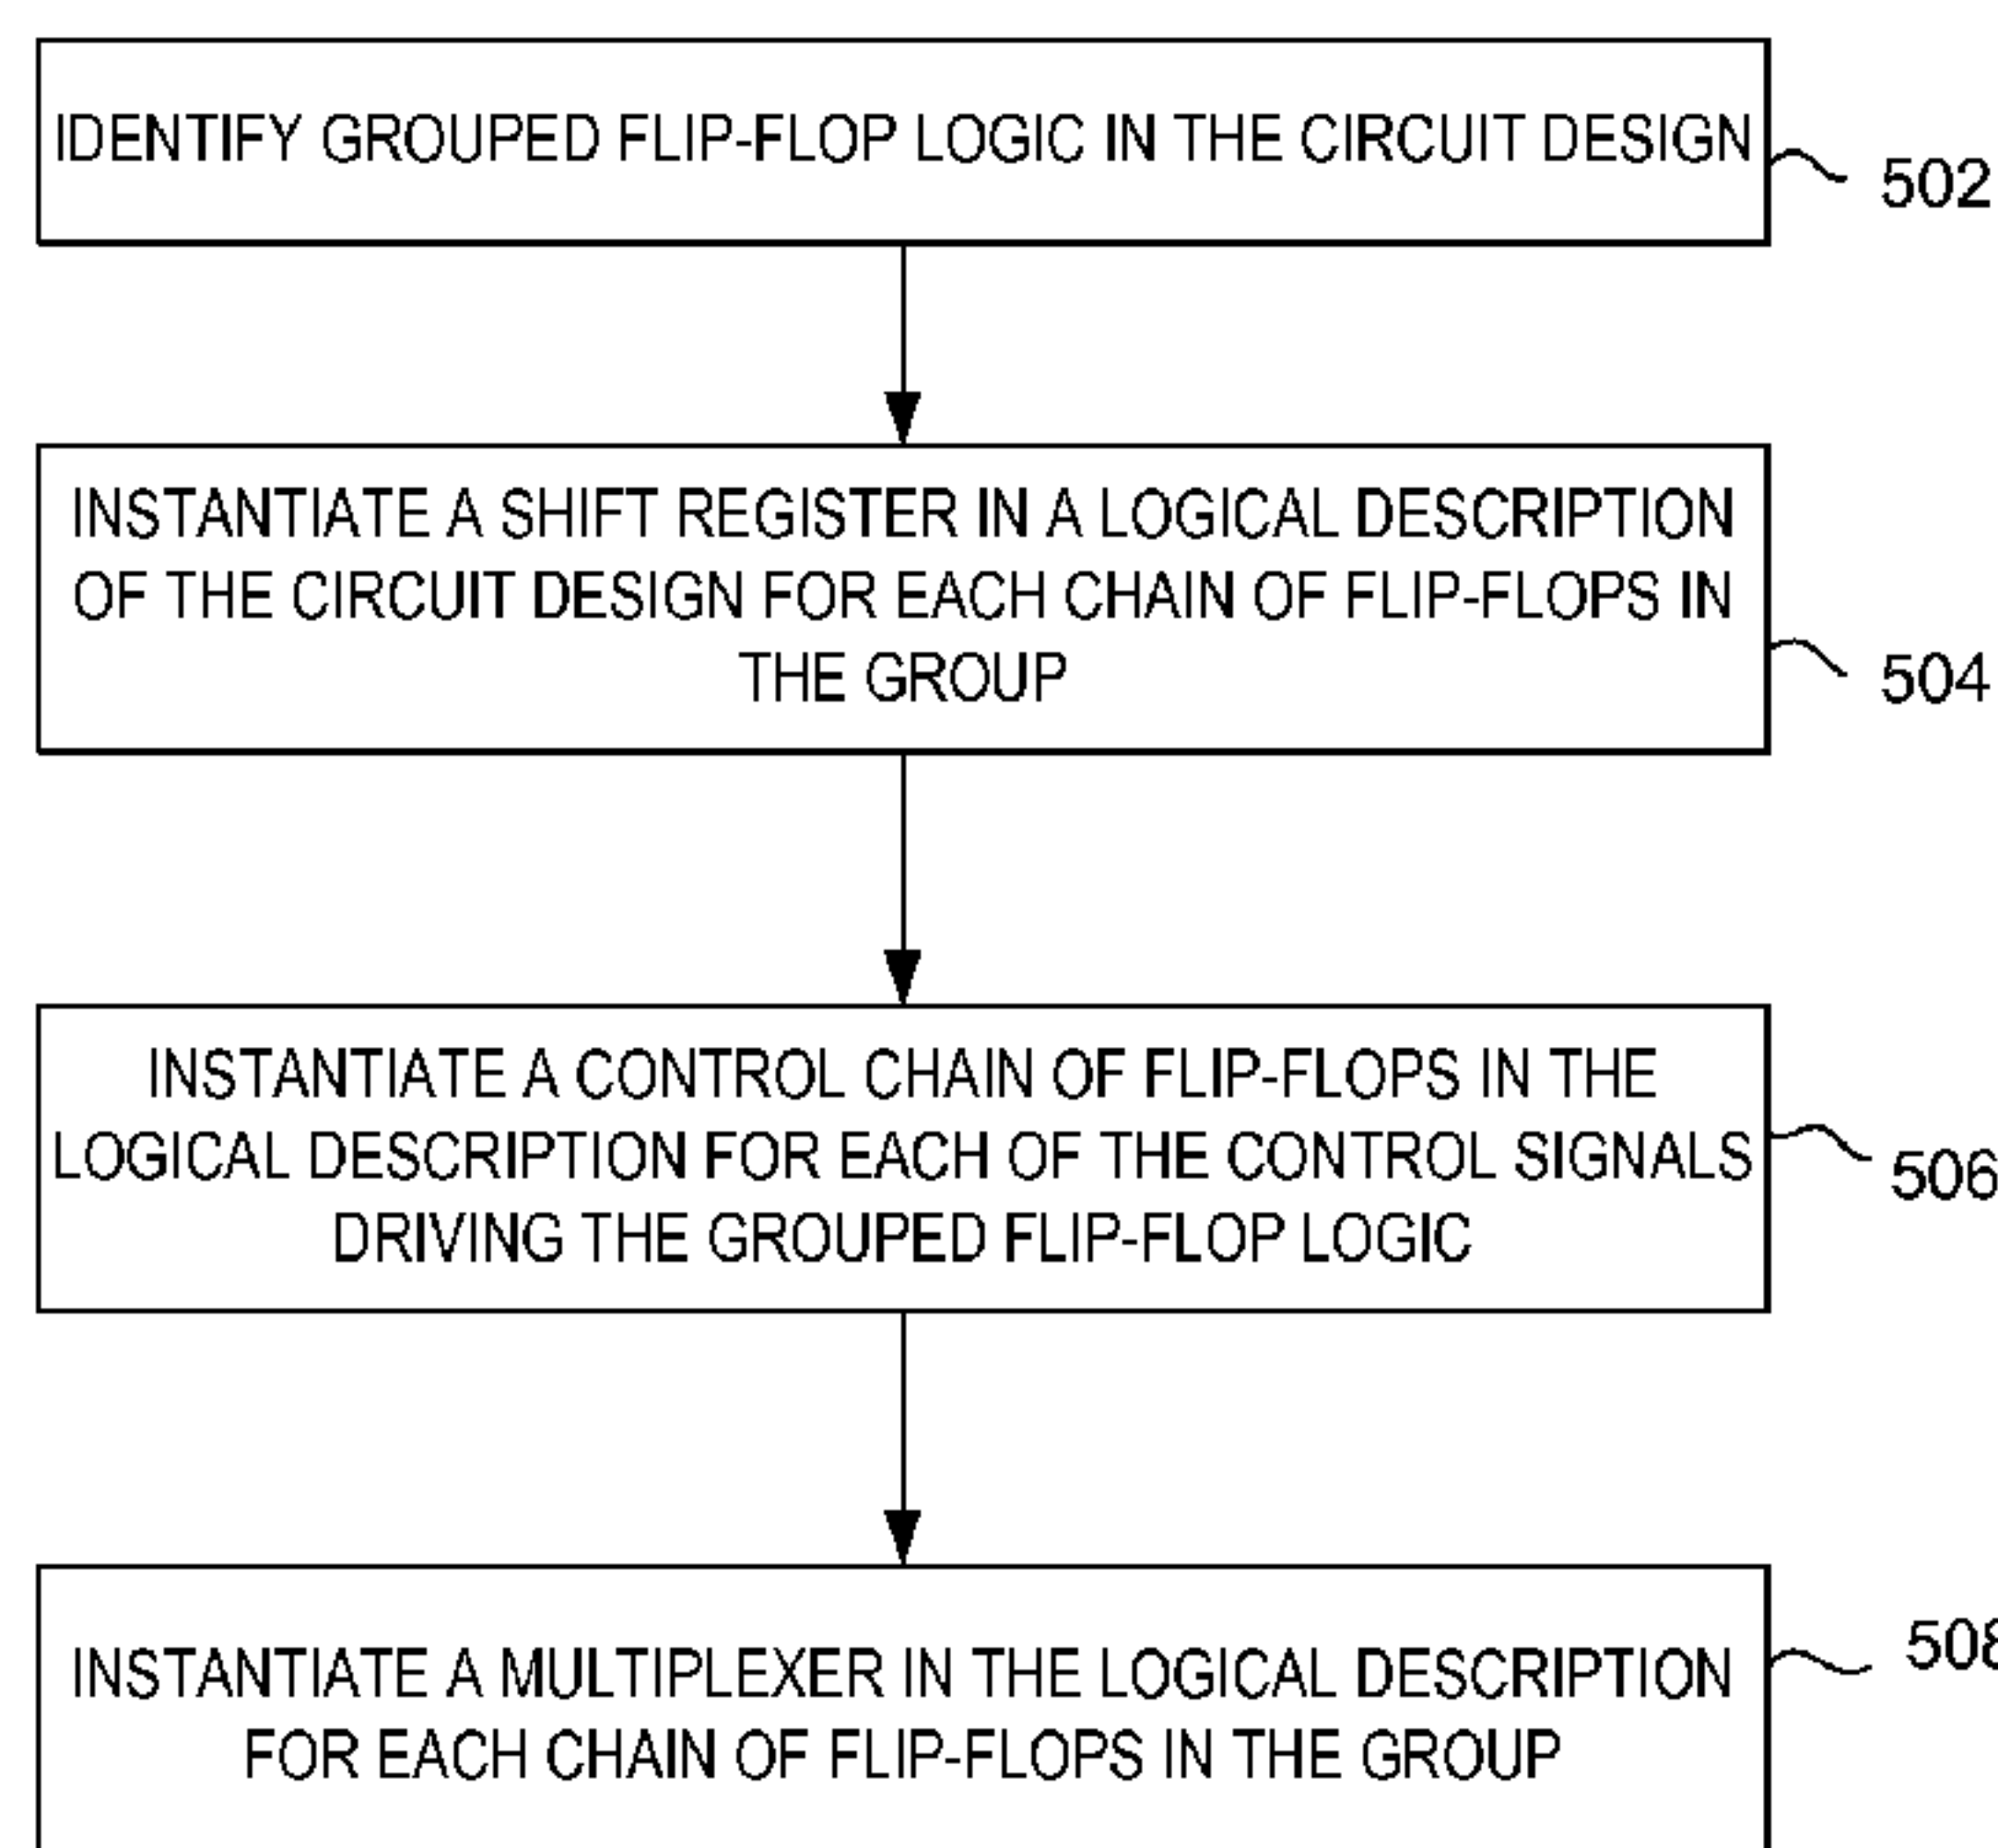 IDENTIFY GROUPED FLIP-FLOP LOGIC IN THE CIRCUIT DESIGN
502
INSTANTIATE A SHIFT REGISTER IN A LOGICAL DESCRIPTION
OF THE CIRCUIT DESIGN FOR EACH CHAIN OF FLIP-FLOPS IN
THE GROUP
504
INSTANTIATE A CONTROL CHAIN OF FLIP-FLOPS IN THE
LOGICAL DESCRIPTION FOR EACH OF THE CONTROL SIGNALS
DRIVING THE GROUPED FLIP-FLOP LOGIC
506
INSTANTIATE A MULTIPLEXER IN THE LOGICAL DESCRIPTION
FOR EACH CHAIN OF FLIP-FLOPS IN THE GROUP
508